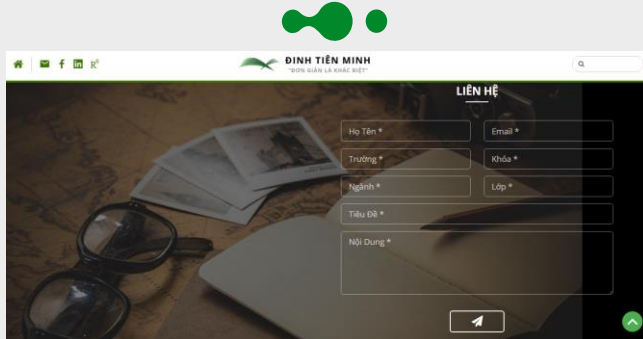 ĐINH TIÊN MINH
"ĐƠN GIẢN LÀ KHÁC BIỆT"
LIÊN HỆ
Họ Tên *
Email *
Trường *
Khóa *
Ngành *
Lớp *
Tiêu Đề *
Nội Dung *